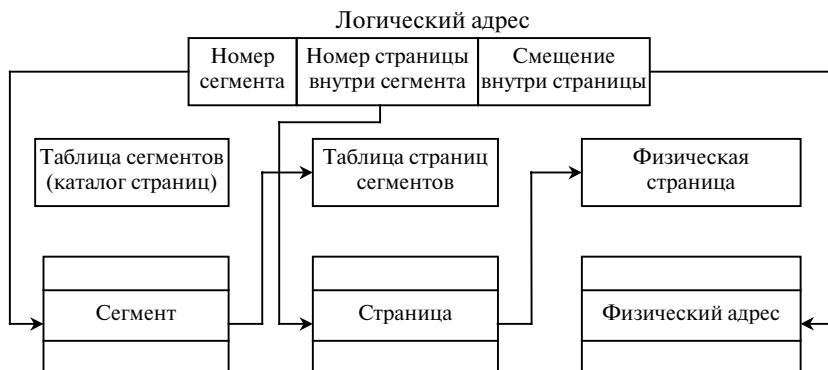 Логический адрес
Номер
сегмента
Номер страницы
внутри сегмента
Смещение
внутри страницы
Таблица сегментов
(каталог страниц)
Таблица страниц
сегментов
Физическая
страница
Сегмент
Страница
Физический адрес